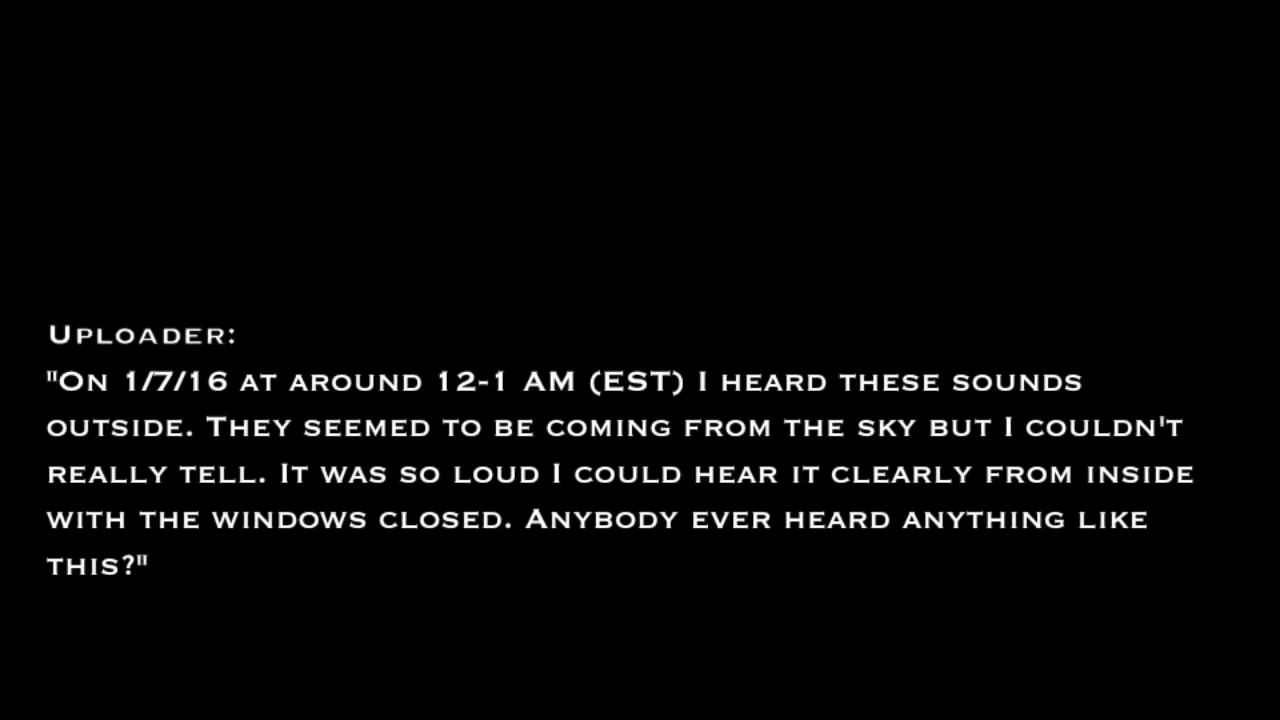 Uploader:
"On 1/7/16 at around 12-1 AM (EST) I heard these sounds
outside. They seemed to be coming from the sky but I couldn't
really tell. It was so loud I could hear it clearly from inside
with the windows closed. Anybody ever heard anything like
this?"